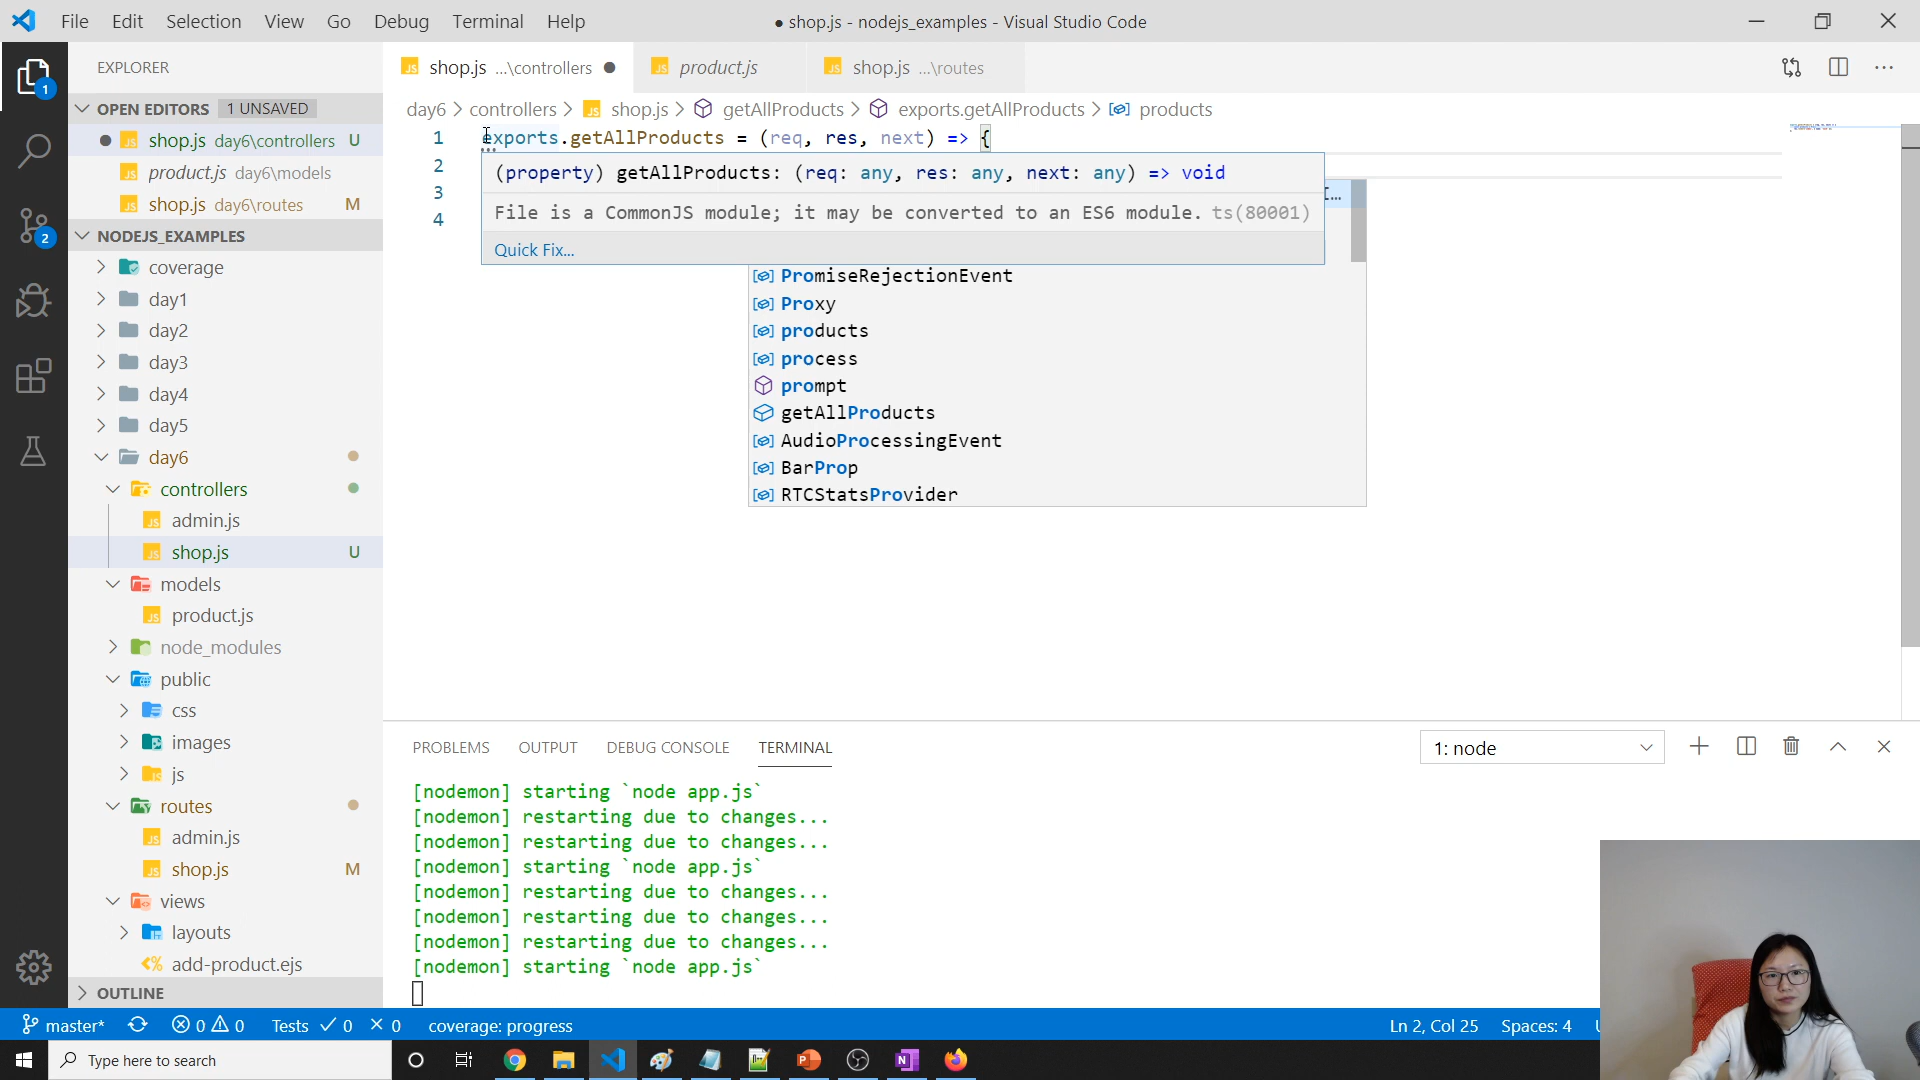 File Edit Selection View Go Debug Terminal Help
● shop.js - nodejs_examples - Visual Studio Code
EXPLORER
OPEN EDITORS 1 UNSAVED
shop.js day6\controllers U
product.js day6\models
shop.js day6\routes M
NODEJS_EXAMPLES
coverage
day1
day2
day3
day4
day5
day6
controllers
admin.js
shop.js U
models
product.js
node_modules
public
css
images
js
routes
admin.js
shop.js M
views
layouts
add-product.ejs
OUTLINE
1
2
shop.js ...\controllers ●
product.js
shop.js ...\routes
day6 > controllers > shop.js > getAllProducts > exports.getAllProducts > products
1 exports.getAllProducts = (req, res, next) => {
2
3
4
(property) getAllProducts: (req: any, res: any, next: any) => void
File is a CommonJS module; it may be converted to an ES6 module. ts(80001)
Quick Fix...
PromiseRejectionEvent
Proxy
products
process
prompt
getAllProducts
AudioProcessingEvent
BarProp
RTCStatsProvider
PROBLEMS OUTPUT DEBUG CONSOLE TERMINAL
1: node
[nodemon] starting `node app.js`
[nodemon] restarting due to changes...
[nodemon] restarting due to changes...
[nodemon] starting `node app.js`
[nodemon] restarting due to changes...
[nodemon] restarting due to changes...
[nodemon] restarting due to changes...
[nodemon] starting `node app.js`
master* 0 0 Tests 0 0 coverage: progress
Ln 2, Col 25 Spaces: 4
Type here to search